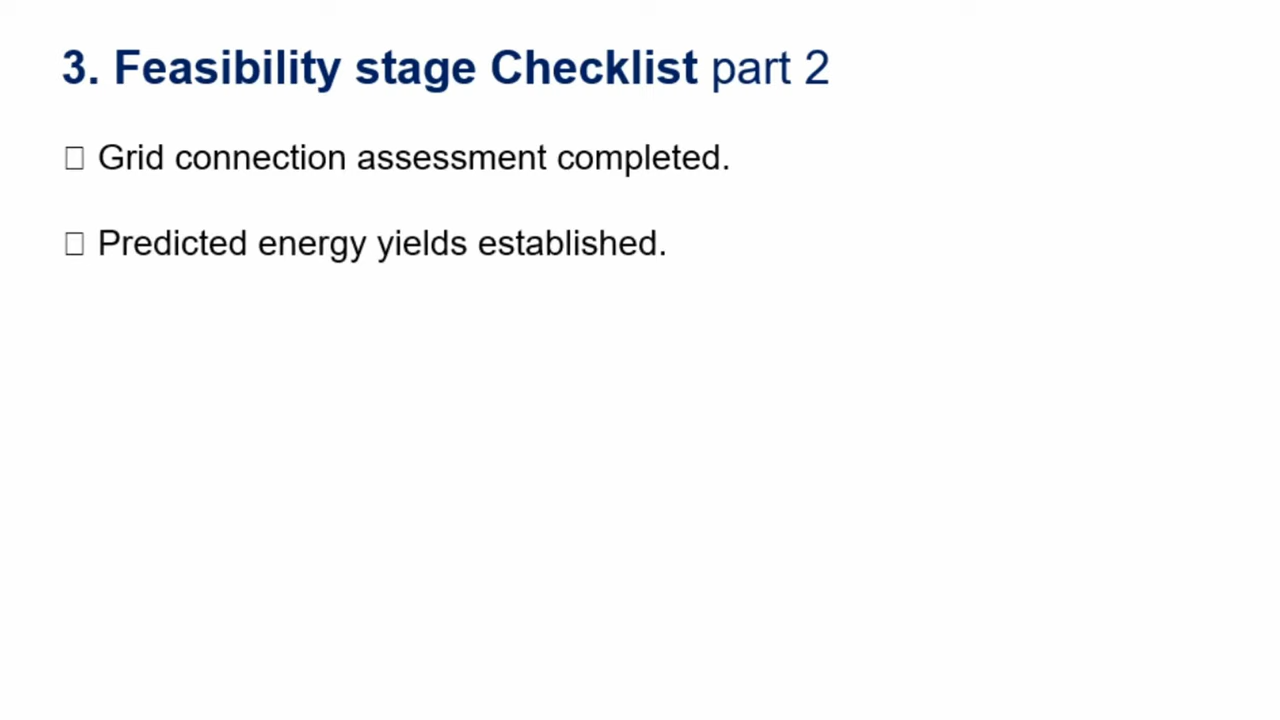 3. Feasibility stage Checklist part 2
☐ Grid connection assessment completed.
☐ Predicted energy yields established.